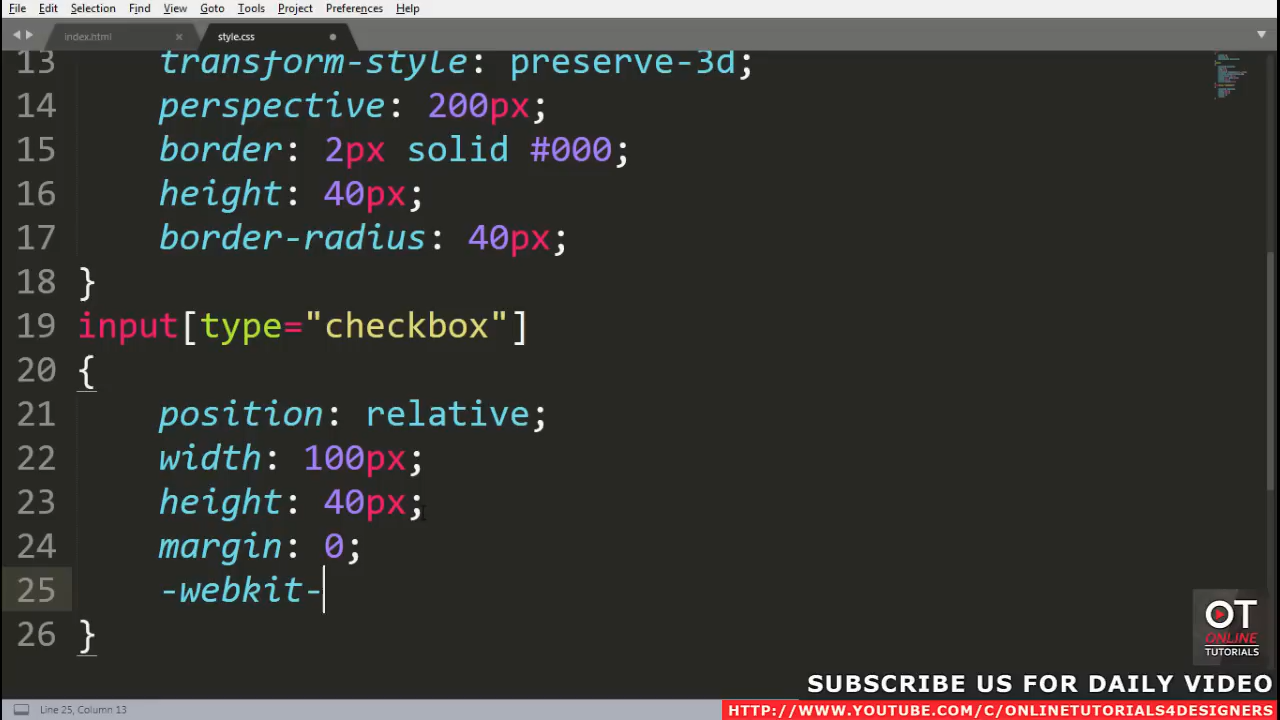 File Edit Selection Find View Goto Tools Project Preferences Help
index.html × style.css
13 transform-style: preserve-3d;
14 perspective: 200px;
15 border: 2px solid #000;
16 height: 40px;
17 border-radius: 40px;
18 }
19 input[type="checkbox"]
20 {
21 position: relative;
22 width: 100px;
23 height: 40px;
24 margin: 0;
25 -webkit-
26 }
OT
ONLINE
TUTORIALS
SUBSCRIBE US FOR DAILY VIDEO
Line 25, Column 13
HTTP://WWW.YOUTUBE.COM/C/ONLINETUTORIALS4DESIGNERS